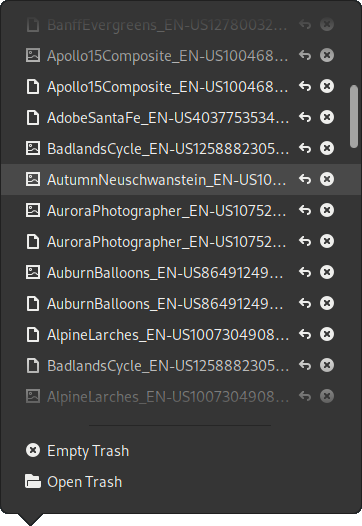 BanffEvergreens_EN-US12780032...
Apollo15Composite_EN-US100468...
Apollo15Composite_EN-US100468...
AdobeSantaFe_EN-US4037753534...
BadlandsCycle_EN-US1258882305...
AutumnNeuschwanstein_EN-US10...
AuroraPhotographer_EN-US10752...
AuroraPhotographer_EN-US10752...
AuburnBalloons_EN-US86491249...
AuburnBalloons_EN-US86491249...
AlpineLarches_EN-US1007304908...
BadlandsCycle_EN-US1258882305...
AlpineLarches_EN-US1007304908...
Empty Trash
Open Trash